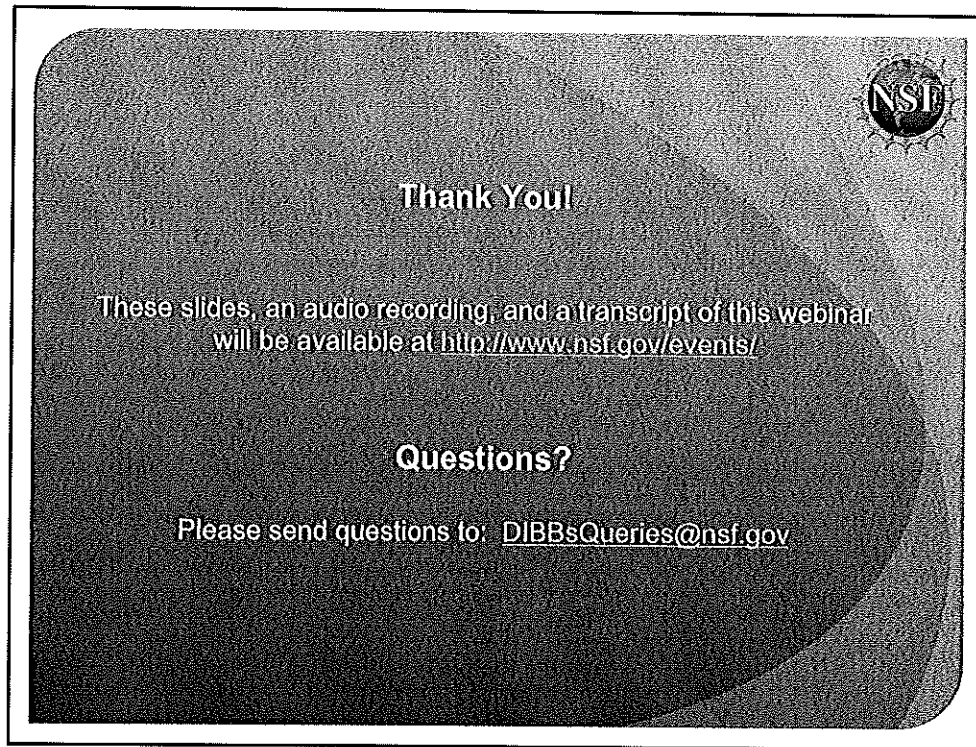 NSF
Thank You!
These slides, an audio recording, and a transcript of this webinar
will be available at http://www.nsf.gov/events/
Questions?
Please send questions to: DIBBsQueries@nsf.gov